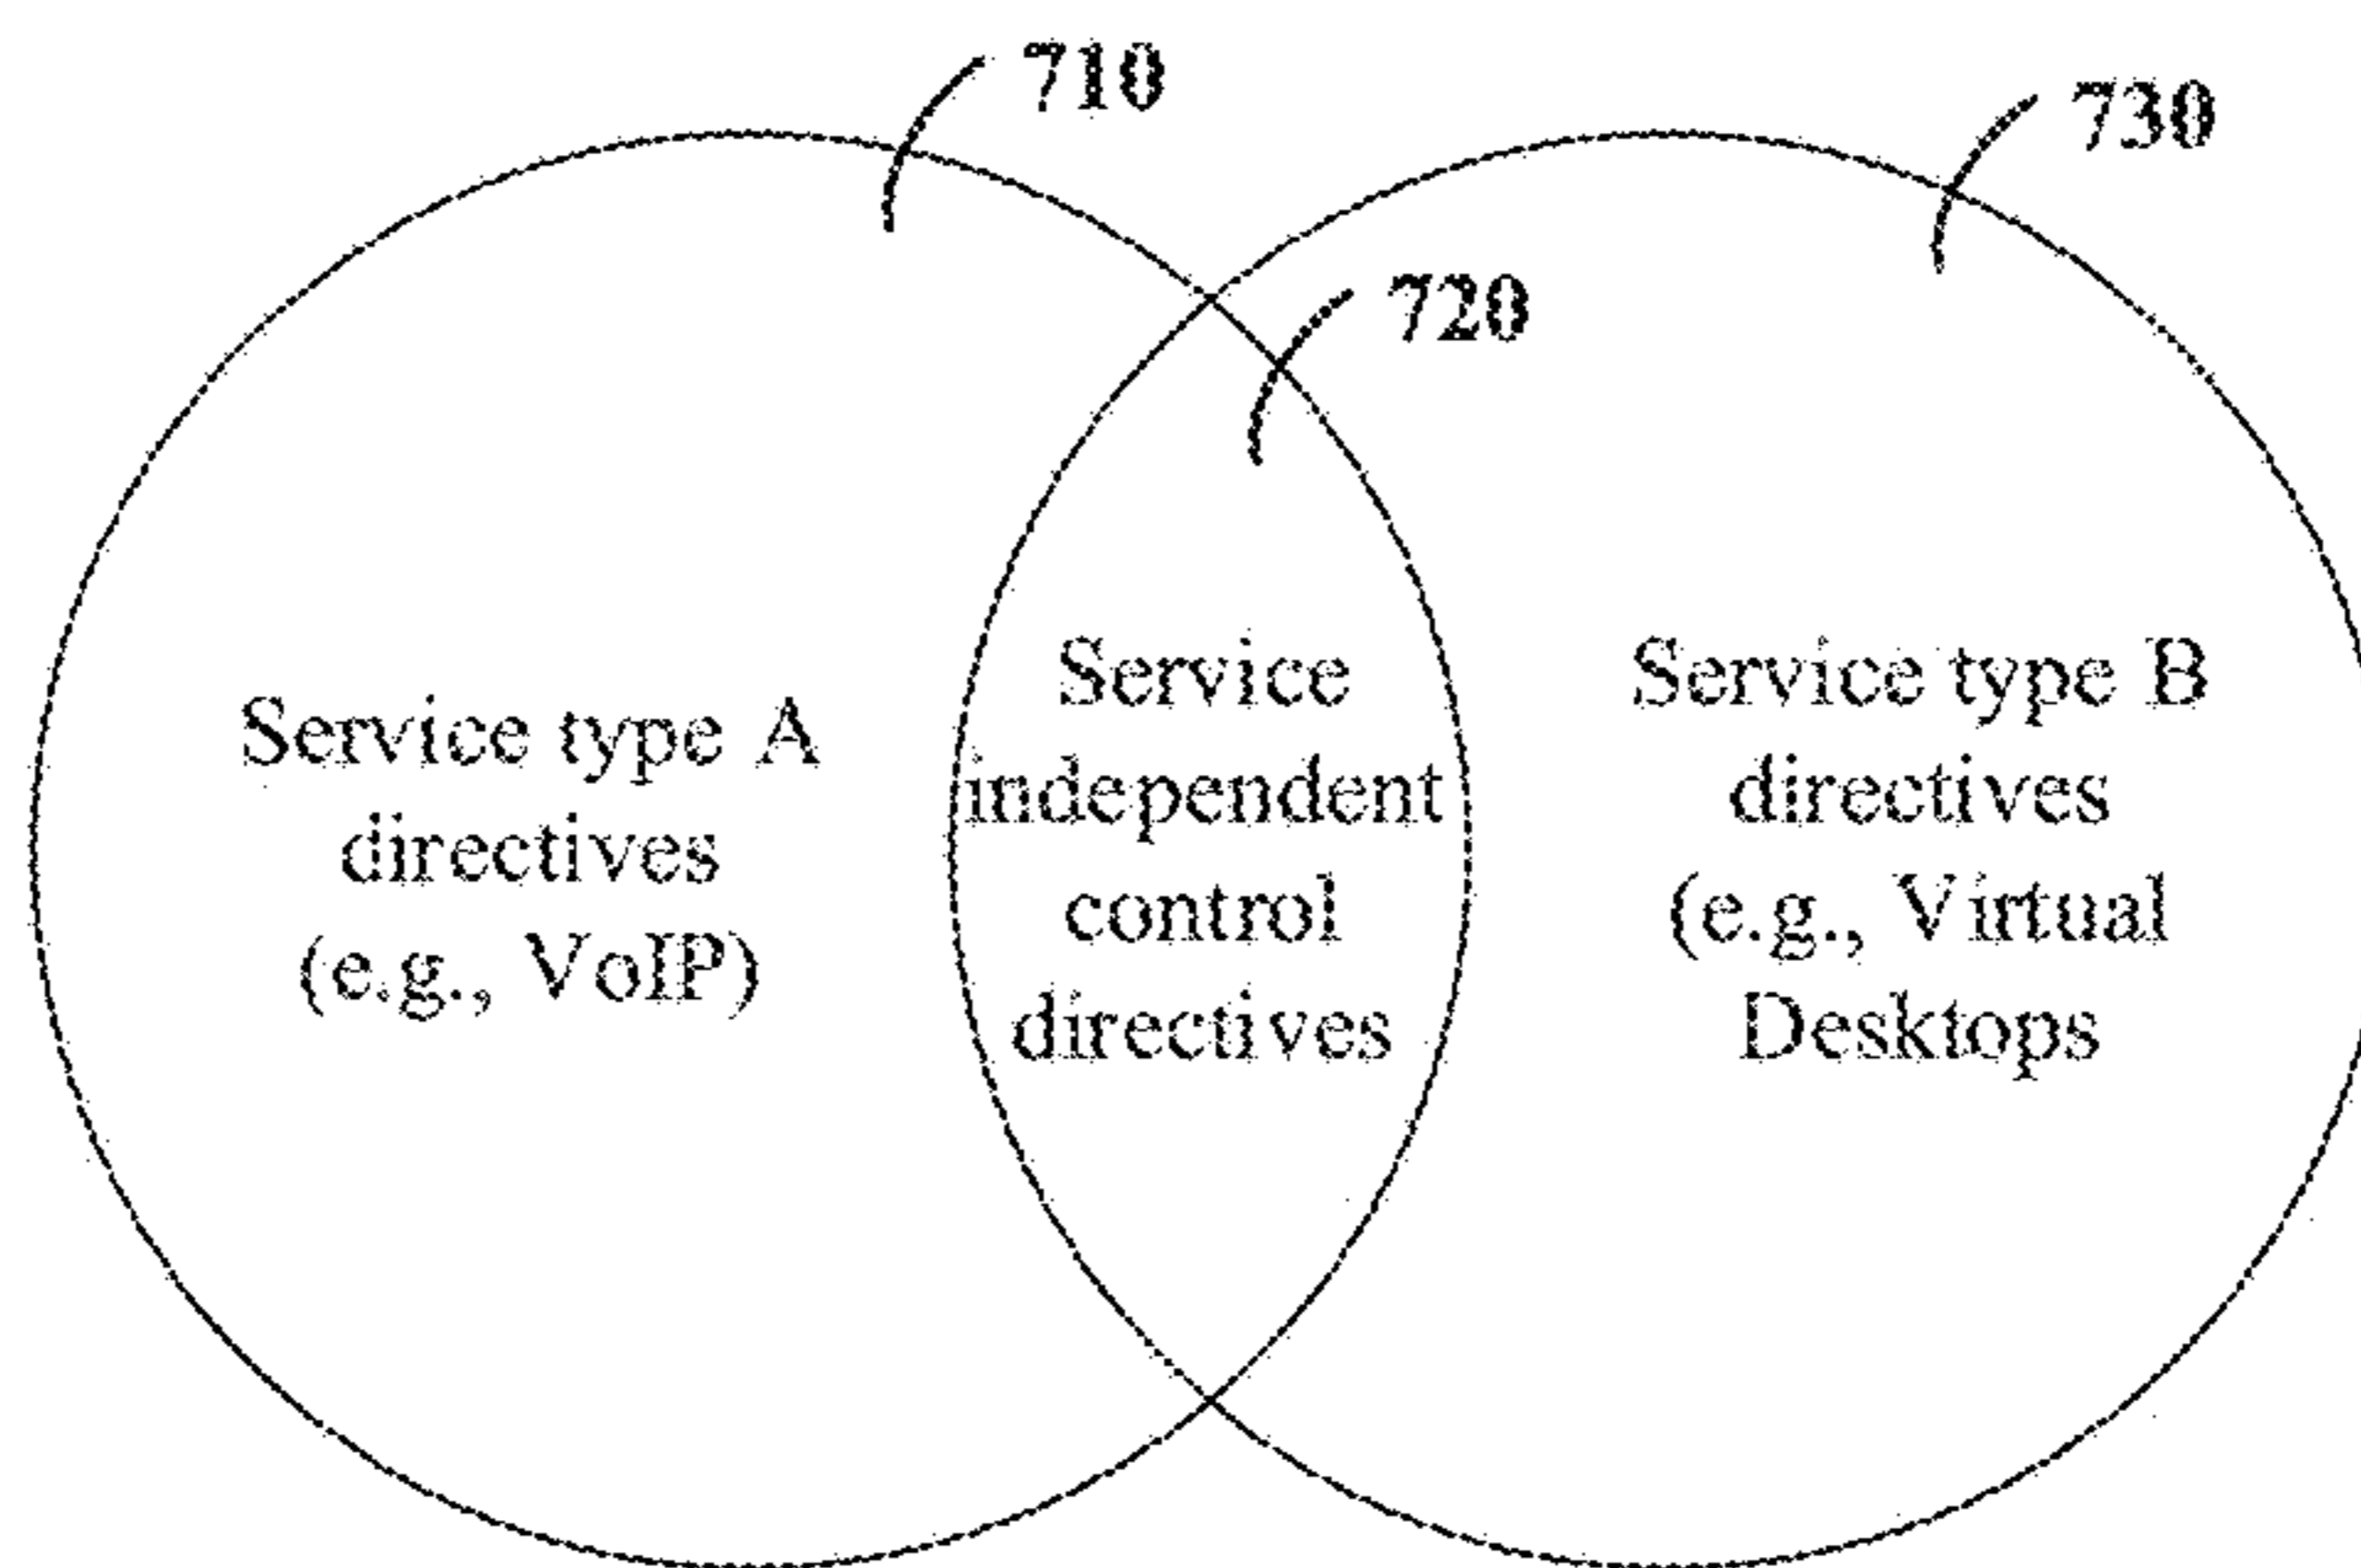 710
730
720
Service type A
directives
(e.g., VoIP)
Service
independent
control
directives
Service type B
directives
(e.g., Virtual
Desktops